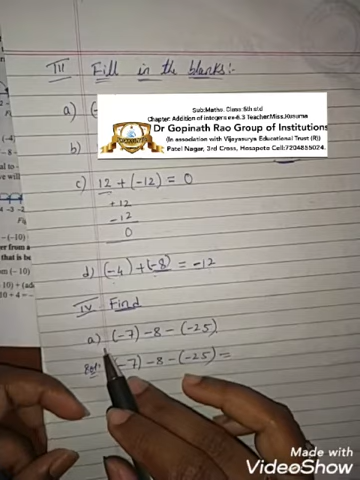 III Fill in the blanks:-
a) (-
Sub:Maths. Class:6th std
Chapter: Addition of integers ex-6.3 Teacher:Miss.Kusuma
Dr Gopinath Rao Group of Institutions
(In association with Vijayasurya Educational Trust (R))
Patel Nagar, 3rd Cross, Hosapete Cell:7204855024.
b)
c) 12 + (-12) = 0
+12
-12
0
d) (-4) + (-8) = -12
IV Find
a) (-7) - 8 - (-25)
Sol: (-7) - 8 - (-25) =
Made with
VideoShow